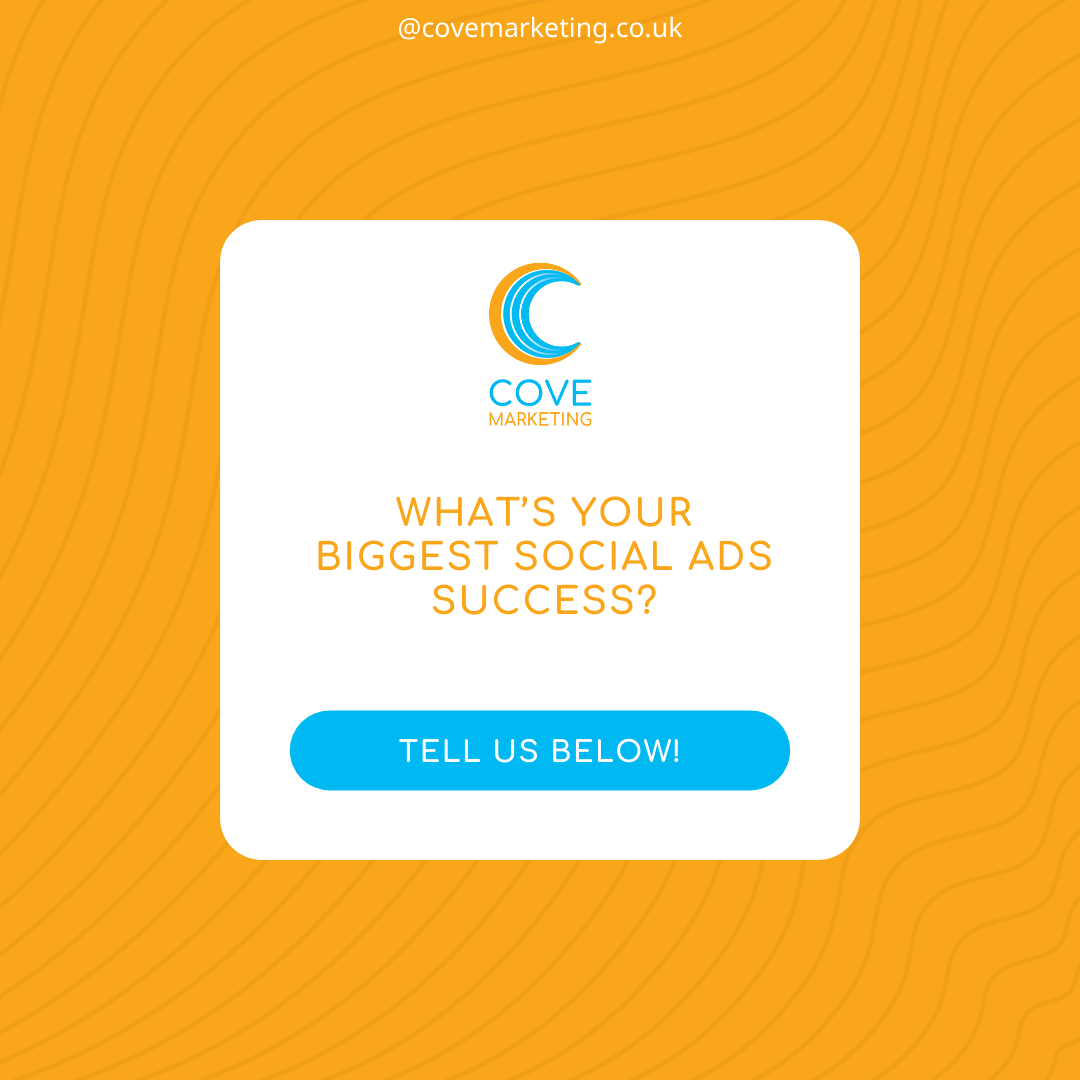 @covemarketing.co.uk
COVE
MARKETING
WHAT’S YOUR
BIGGEST SOCIAL ADS
SUCCESS?
TELL US BELOW!